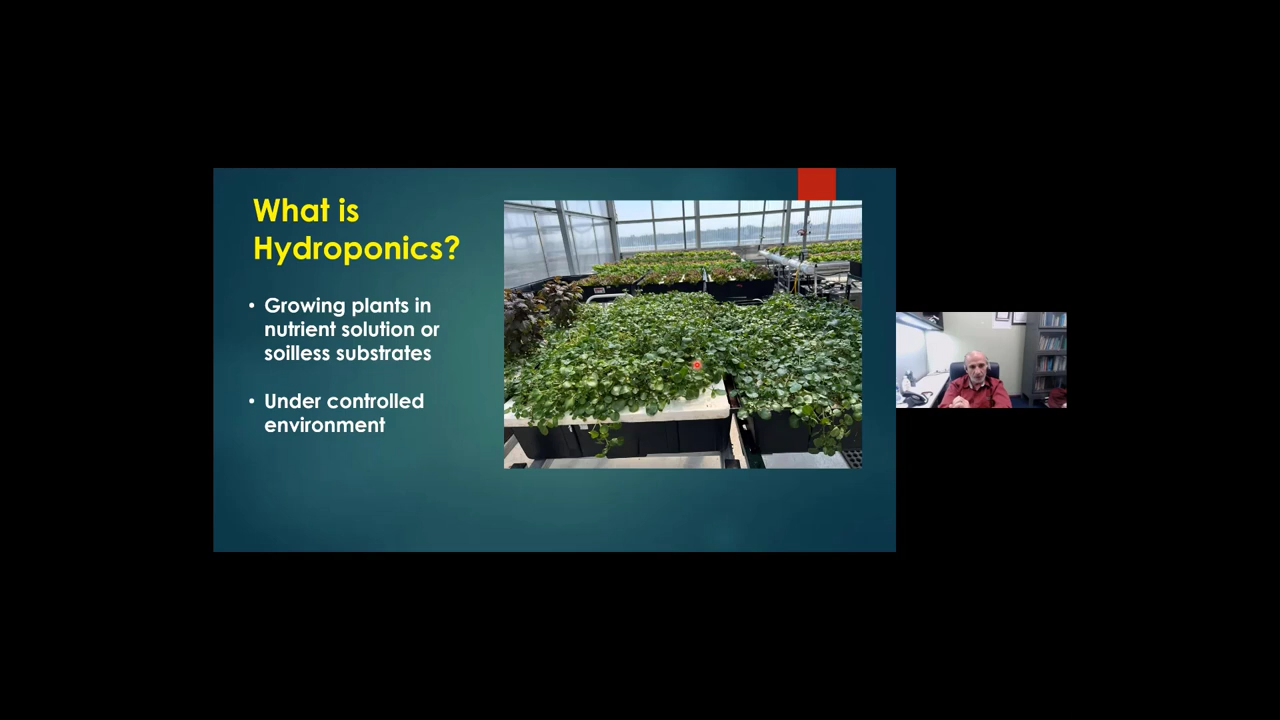 What is
Hydroponics?
• Growing plants in
nutrient solution or
soilless substrates
• Under controlled
environment